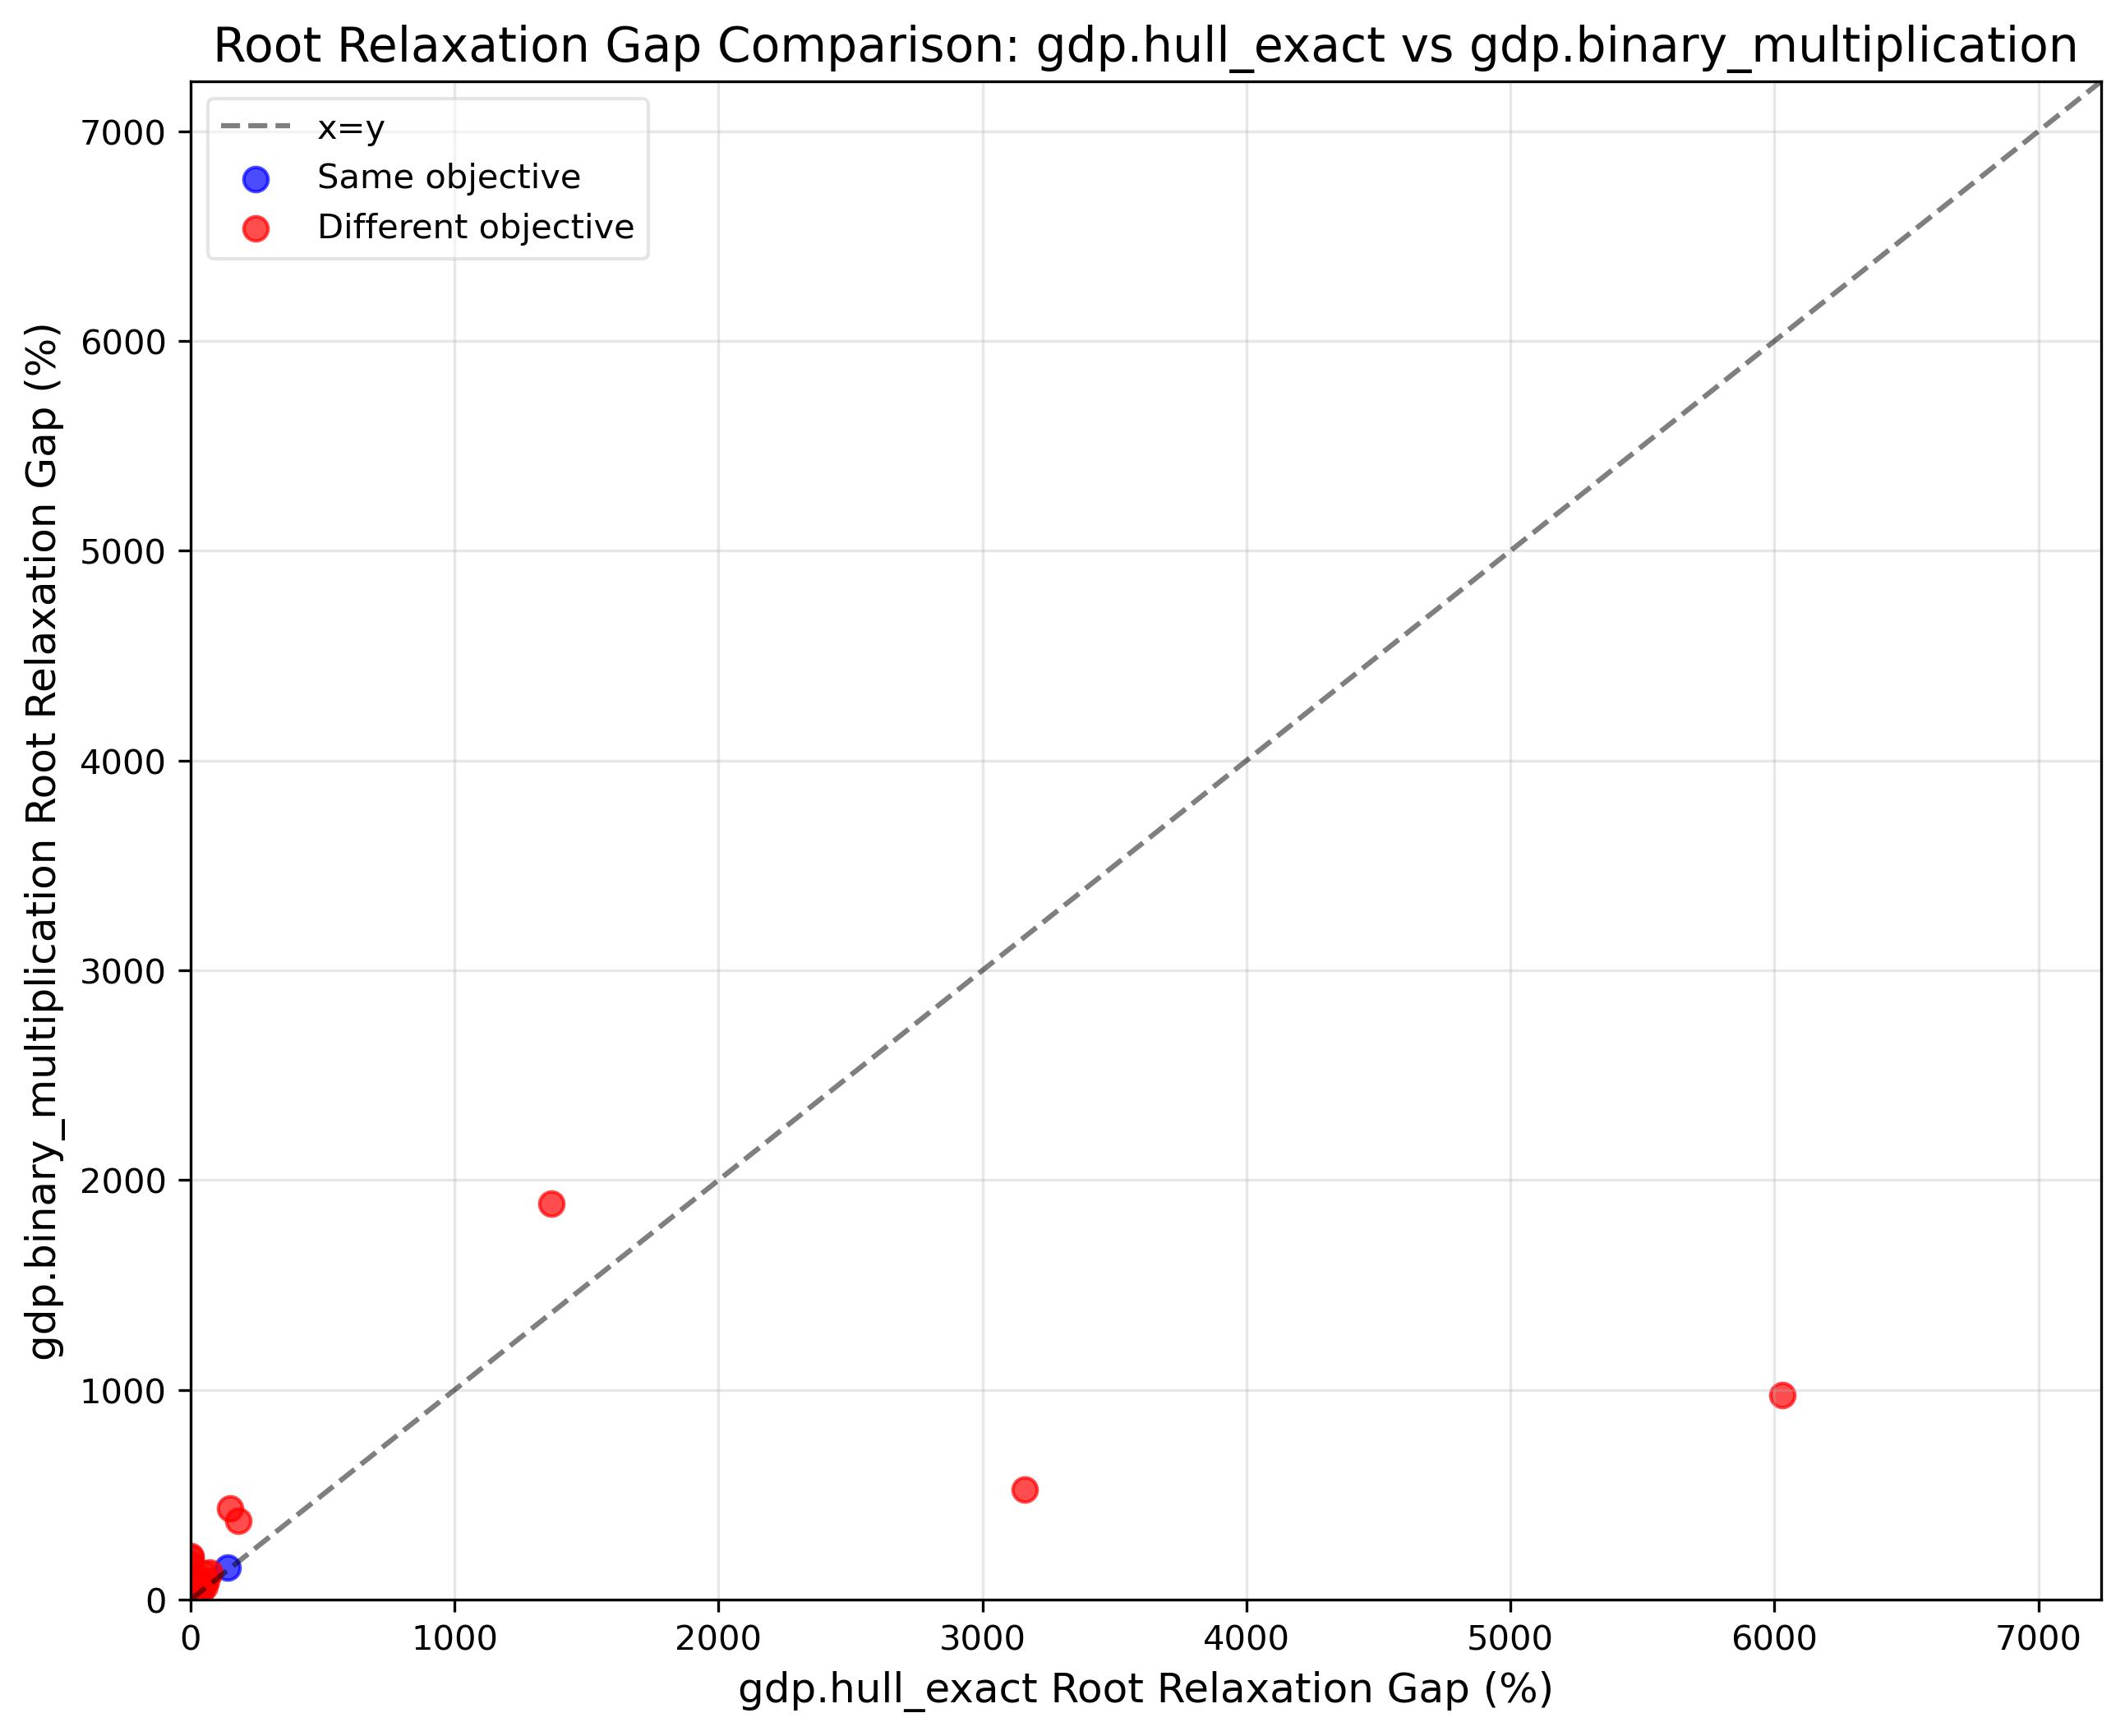 Root Relaxation Gap Comparison: gdp.hull_exact vs gdp.binary_multiplication
x=y
Same objective
Different objective
gdp.binary_multiplication Root Relaxation Gap (%)
7000
6000
5000
4000
3000
2000
1000
0
0 1000 2000 3000 4000 5000 6000 7000
gdp.hull_exact Root Relaxation Gap (%)